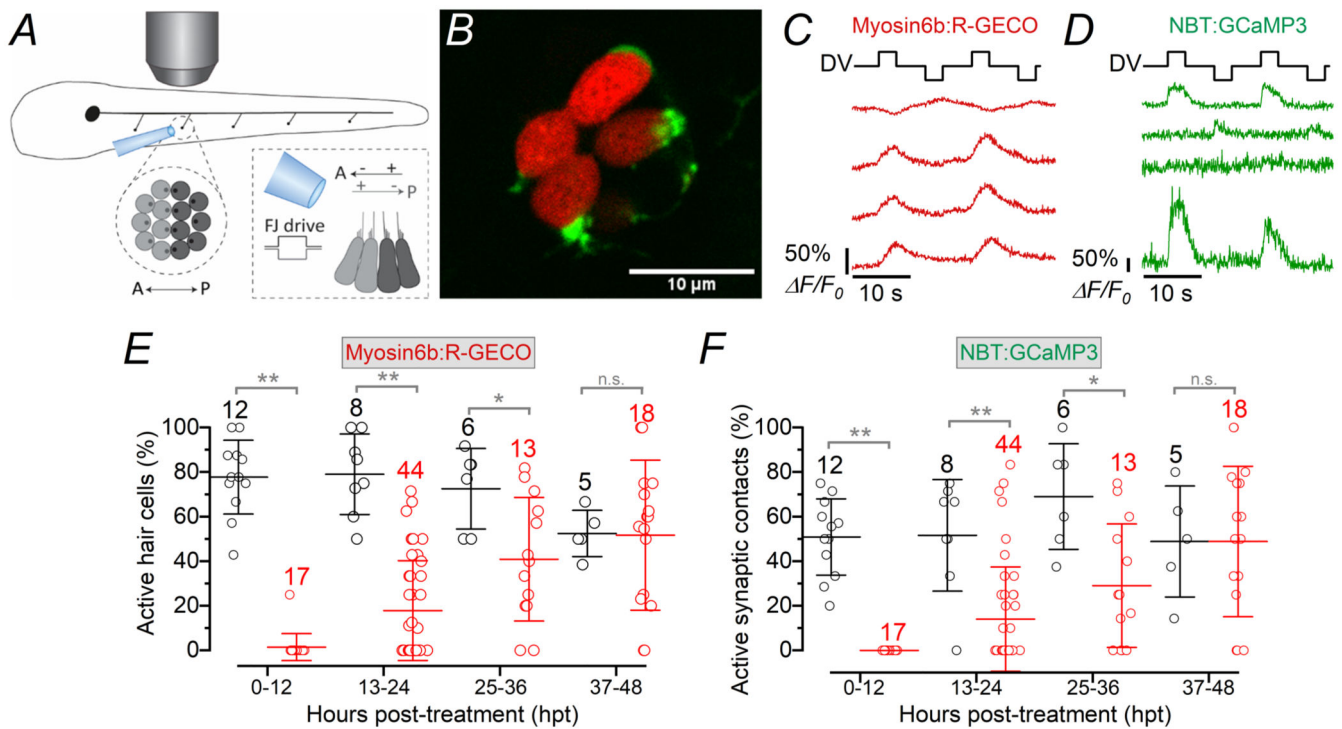 A
A
P
A
- +
+ -
P
FJ drive
B
10 µm
C
Myosin6b:R-GECO
DV
50%
ΔF/F0
10 s
D
NBT:GCaMP3
DV
50%
ΔF/F0
10 s
E
Myosin6b:R-GECO
**
**
*
n.s.
12
17
8
44
6
13
5
18
Active hair cells (%)
100
80
60
40
20
0
0-12
13-24
25-36
37-48
Hours post-treatment (hpt)
F
NBT:GCaMP3
**
**
*
n.s.
12
17
8
44
6
13
5
18
Active synaptic contacts (%)
100
80
60
40
20
0
0-12
13-24
25-36
37-48
Hours post-treatment (hpt)